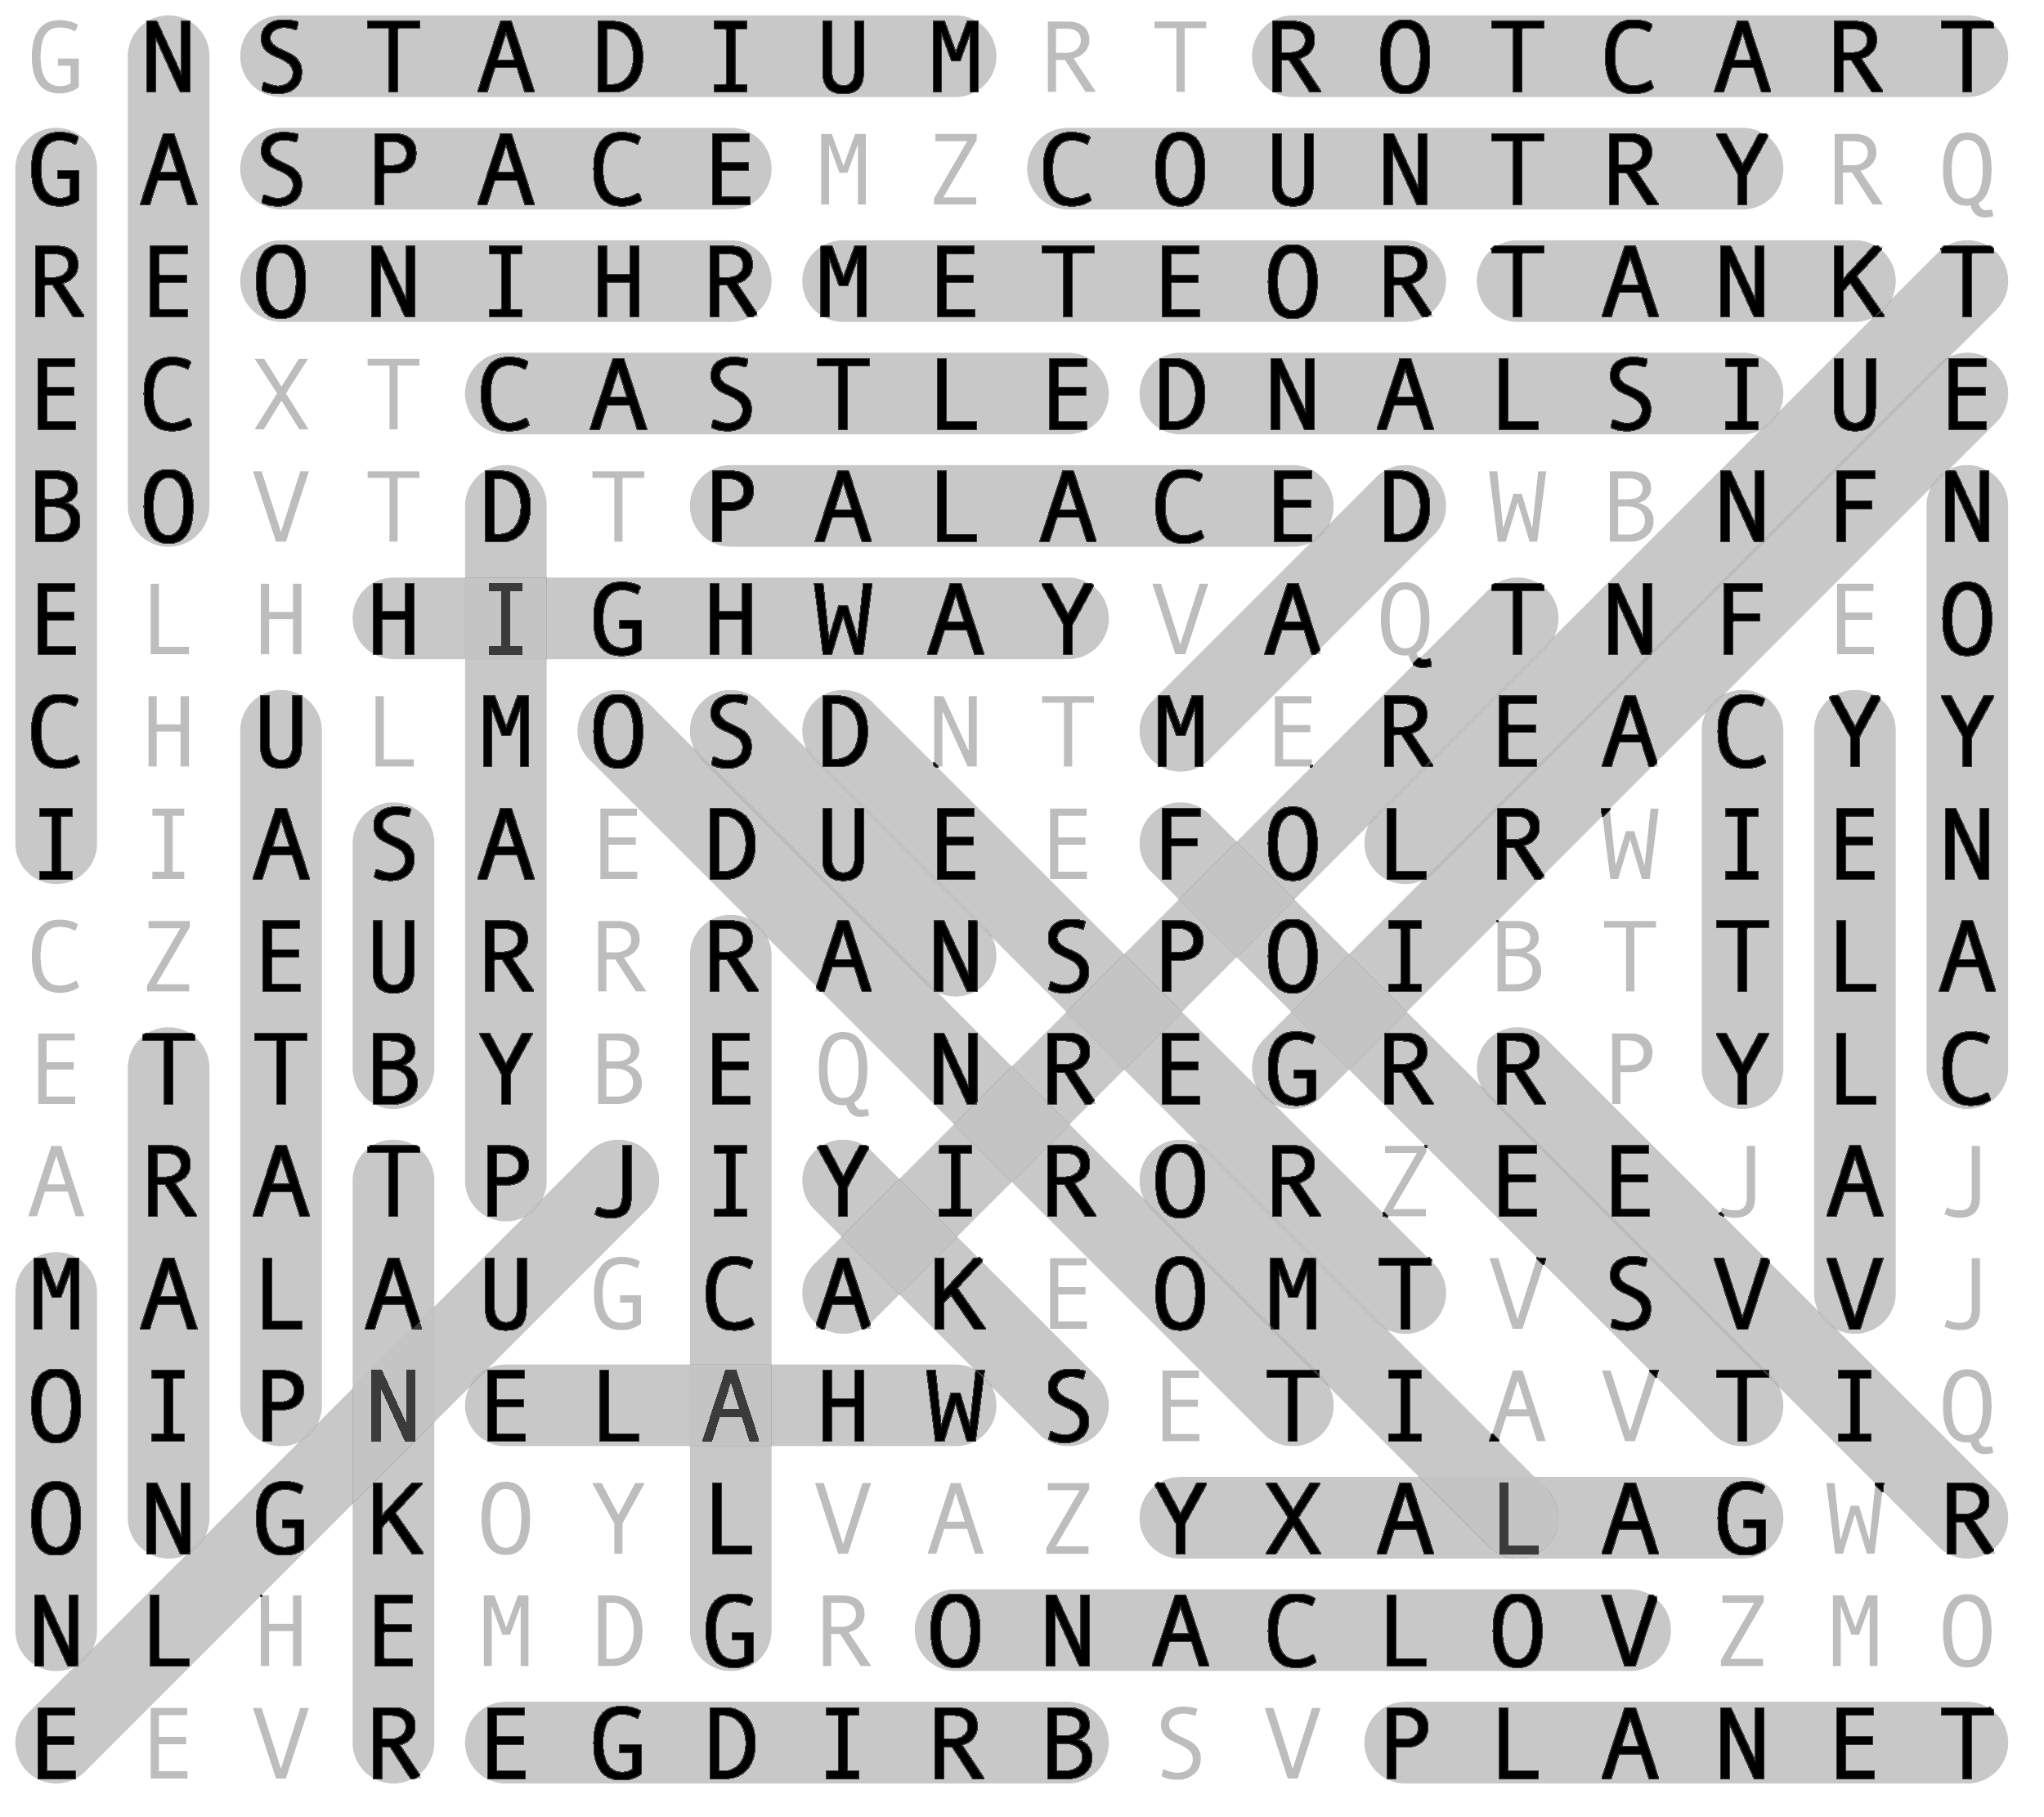 G N S T A D I U M R T R O T C A R T
G A S P A C E M Z C O U N T R Y R Q
R E O N I H R M E T E O R T A N K T
E C X T C A S T L E D N A L S I U E
B O V T D T P A L A C E D W B N F N
E L H H I G H W A Y V A Q T N F E O
C H U L M O S D N T M E R E A C Y Y
I I A S A E D U E E F O L R W I E N
C Z E U R R R A N S P O I B T T L A
E T T B Y B E Q N R E G R R P Y L C
A R A T P J I Y I R O R Z E E J A J
M A L A U G C A K E O M T V S V V J
O I P N E L A H W S E T I A V T I Q
O N G K O Y L V A Z Y X A L A G W R
N L H E M D G R O N A C L O V Z M O
E E V R E G D I R B S V P L A N E T